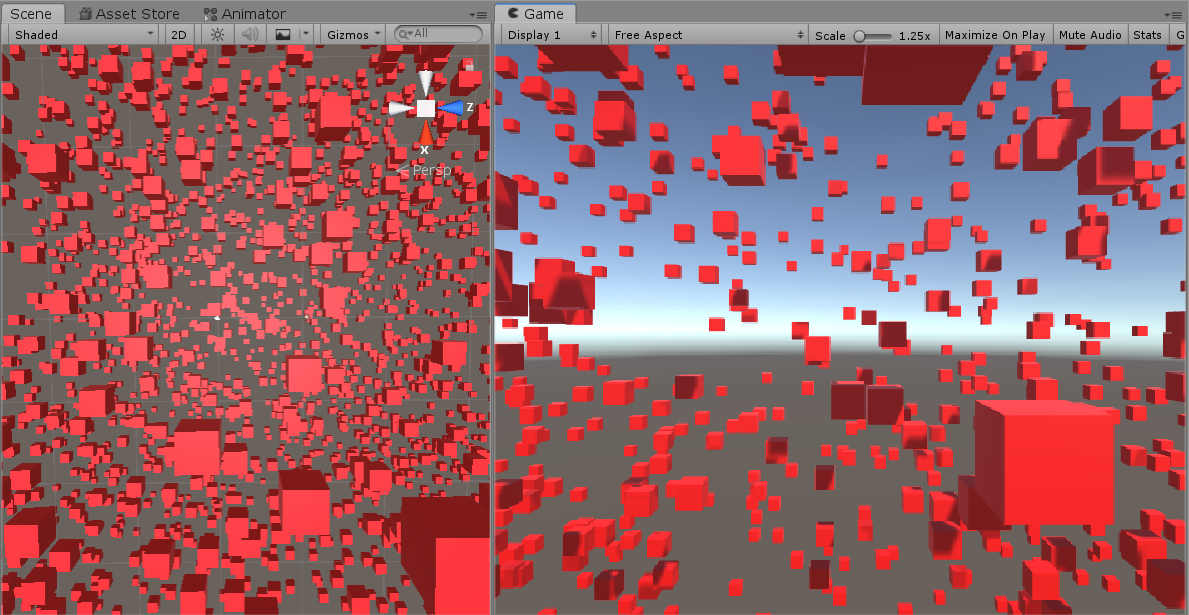 Scene Asset Store Animator
Shaded 2D Gizmos All
Z
X
Persp
Game
Display 1 Free Aspect Scale 1.25x Maximize On Play Mute Audio Stats G